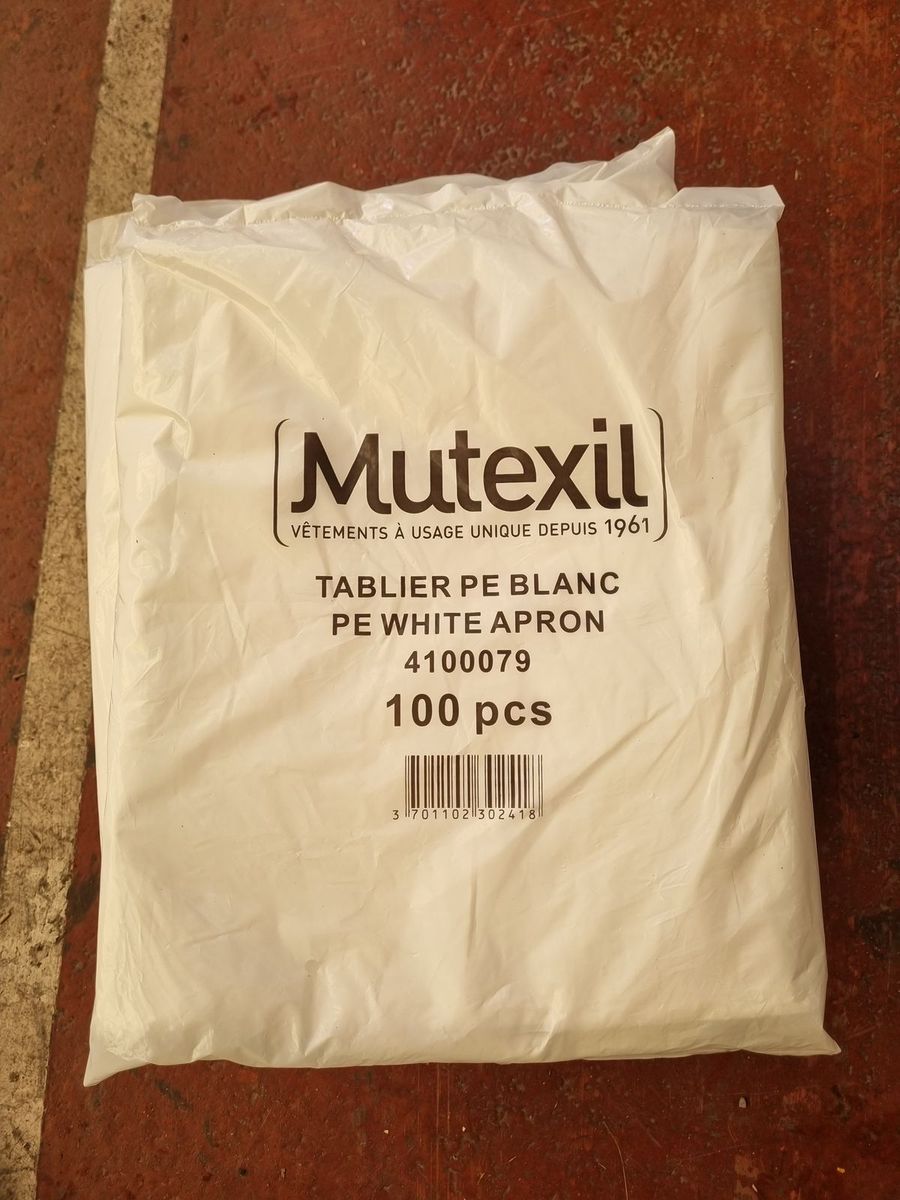 Mutexil
VÊTEMENTS À USAGE UNIQUE DEPUIS 1961
TABLIER PE BLANC
PE WHITE APRON
4100079
100 pcs
3 701102 302418